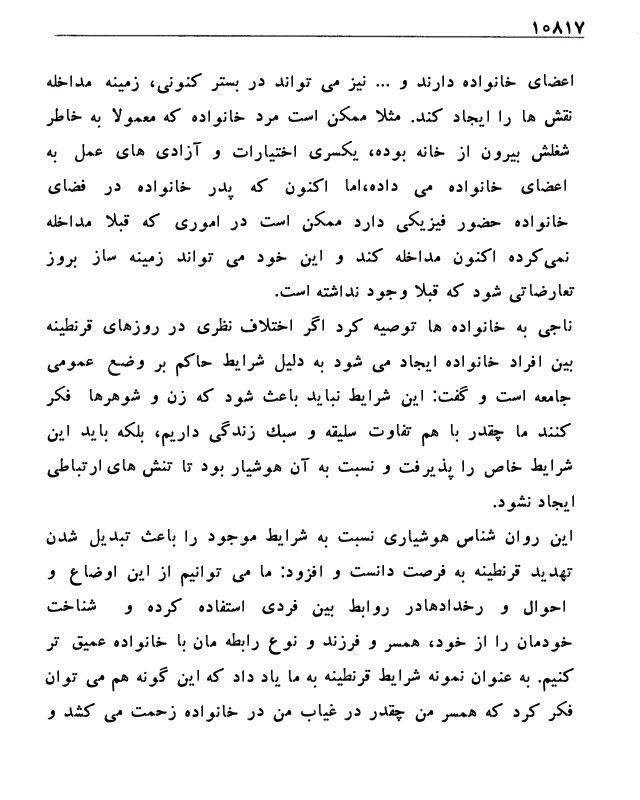 ۱۰۸۱۷
اعضای خانواده دارند و ... نیز می تواند در بستر کنونی، زمینه مداخله
نقش ها را ایجاد کند. مثلا ممکن است مرد خانواده که معمولا به خاطر
شغلش بیرون از خانه بوده، یکسری اختیارات و آزادی های عمل به
اعضای خانواده می داده،اما اکنون که پدر خانواده در فضای
خانواده حضور فیزیکی دارد ممکن است در اموری که قبلا مداخله
نمی‌کرده اکنون مداخله کند و این خود می تواند زمینه ساز بروز
تعارضاتی شود که قبلا وجود نداشته است.
ناجی به خانواده ها توصیه کرد اگر اختلاف نظری در روزهای قرنطینه
بین افراد خانواده ایجاد می شود به دلیل شرایط حاکم بر وضع عمومی
جامعه است و گفت: این شرایط نباید باعث شود که زن و شوهرها فکر
کنند ما چقدر با هم تفاوت سلیقه و سبك زندگی داریم، بلکه باید این
شرایط خاص را پذیرفت و نسبت به آن هوشیار بود تا تنش های ارتباطی
ایجاد نشود.
این روان شناس هوشیاری نسبت به شرایط موجود را باعث تبدیل شدن
تهدید قرنطینه به فرصت دانست و افزود: ما می توانیم از این اوضاع و
احوال و رخدادهادر روابط بین فردی استفاده کرده و شناخت
خودمان را از خود، همسر و فرزند و نوع رابطه مان با خانواده عمیق تر
کنیم. به عنوان نمونه شرایط قرنطینه به ما یاد داد که این گونه هم می توان
فکر کرد که همسر من چقدر در غیاب من در خانواده زحمت می کشد و